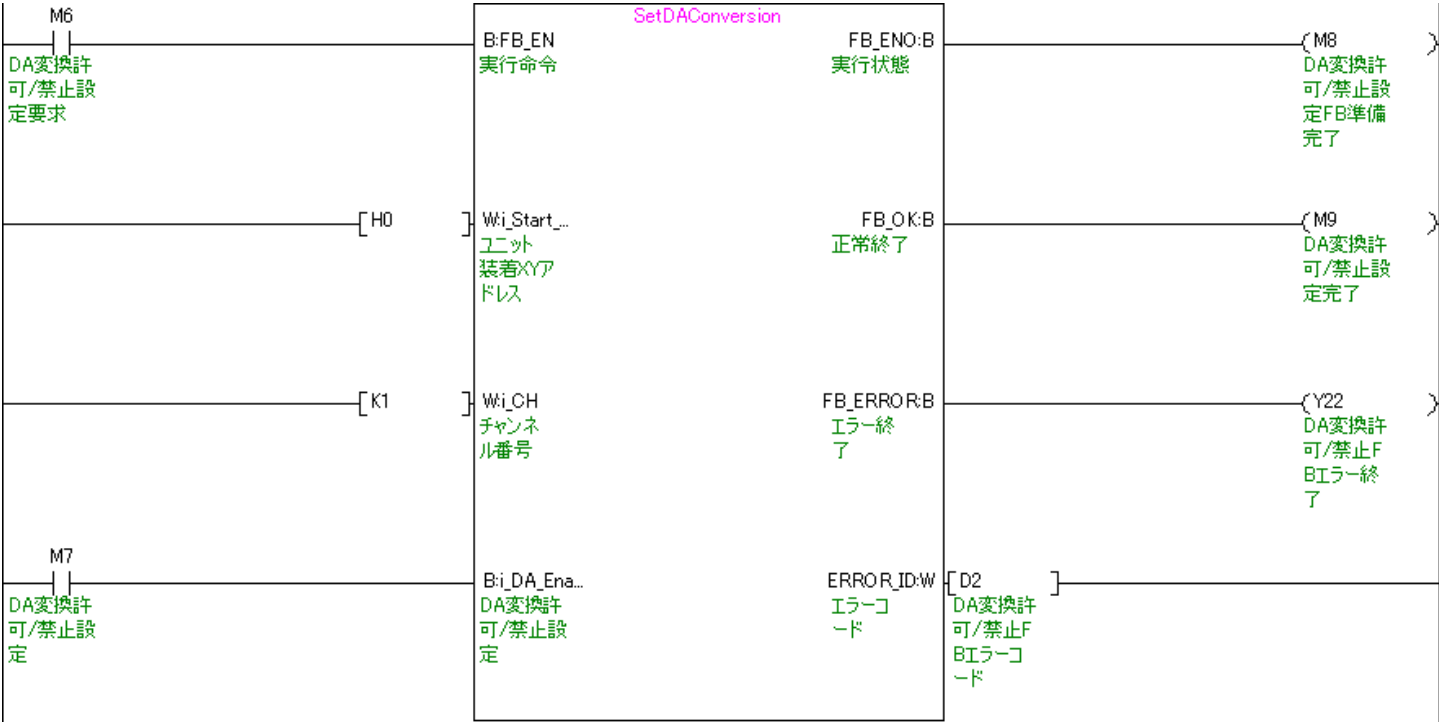 SetDAConversion
M6
DA変換許
可/禁止設
定要求
B:FB_EN
実行命令
FB_ENO:B
実行状態
M8
DA変換許
可/禁止設
定FB準備
完了
H0
W:i_Start_...
ユニット
装着XYア
ドレス
FB_OK:B
正常終了
M9
DA変換許
可/禁止設
定完了
K1
W:i_CH
チャンネ
ル番号
FB_ERROR:B
エラー終
了
Y22
DA変換許
可/禁止F
Bエラー終
了
M7
DA変換許
可/禁止設
定
B:i_DA_Ena...
DA変換許
可/禁止設
定
ERROR_ID:W
エラーコ
ード
D2
DA変換許
可/禁止F
Bエラーコ
ード